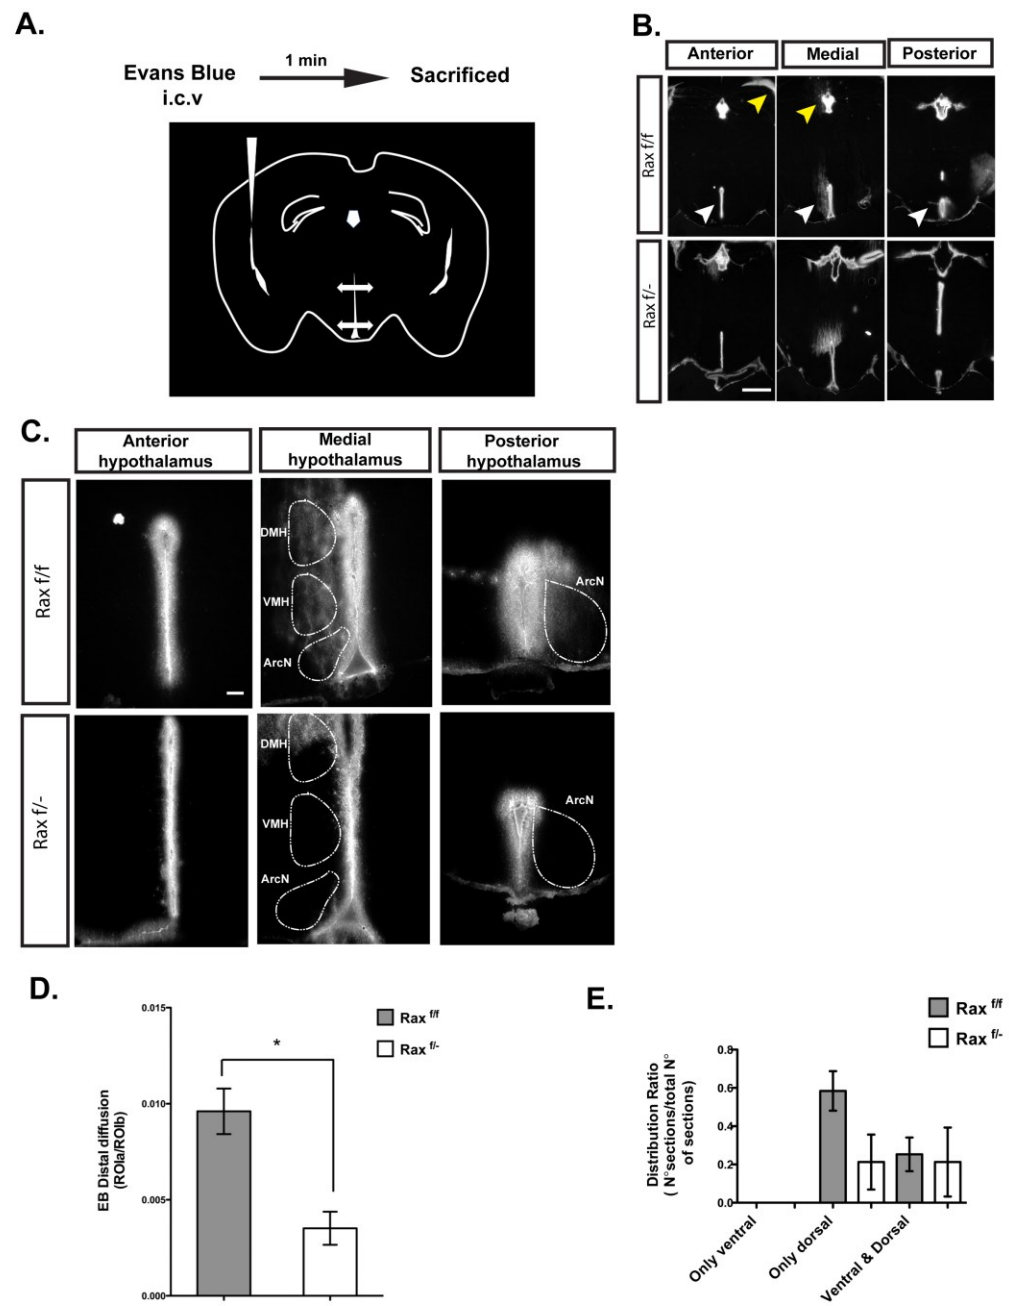 A.
Evans Blue
i.c.v
1 min
Sacrificed
B.
Anterior
Medial
Posterior
Rax f/f
Rax f/-
C.
Anterior
hypothalamus
Medial
hypothalamus
Posterior
hypothalamus
Rax f/f
DMH
VMH
ArcN
ArcN
Rax f/-
DMH
VMH
ArcN
ArcN
D.
EB Distal diffusion
(ROIa/ROIb)
0.015
0.010
0.005
0.000
*
Rax f/f
Rax f/-
E.
Rax f/f
Rax f/-
Distribution Ratio
( N°sections/total N°
of sections)
0.8
0.6
0.4
0.2
0.0
Only ventral
Only dorsal
Ventral & Dorsal